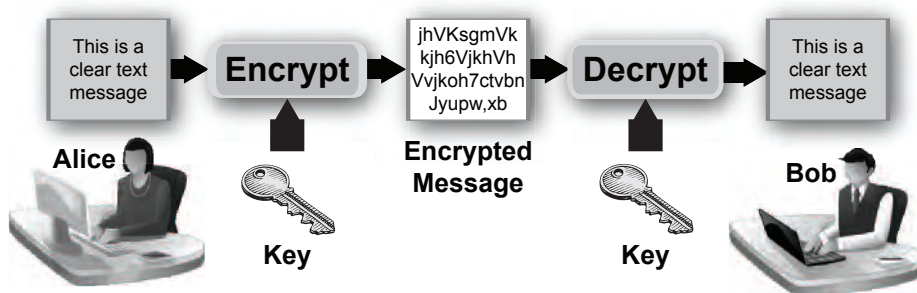 This is a
clear text
message
Encrypt
jhVKsgmVk
kjh6VjkhVh
Vvjkoh7ctvbn
Jyupw,xb
Decrypt
This is a
clear text
message
Alice
Encrypted
Message
Bob
Key
Key